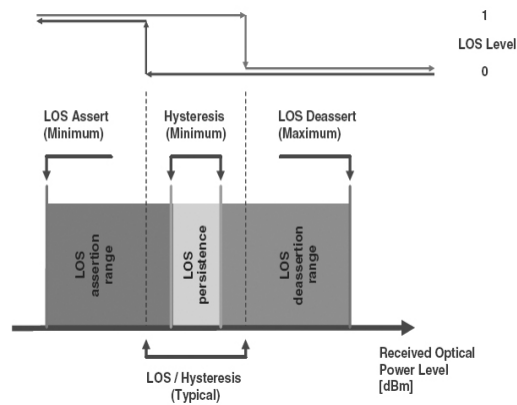 1
LOS Level
0
LOS Assert
(Minimum)
Hysteresis
(Minimum)
LOS Deassert
(Maximum)
LOS
assertion
range
LOS
persistence
LOS
deassertion
range
Received Optical
Power Level
[dBm]
LOS / Hysteresis
(Typical)